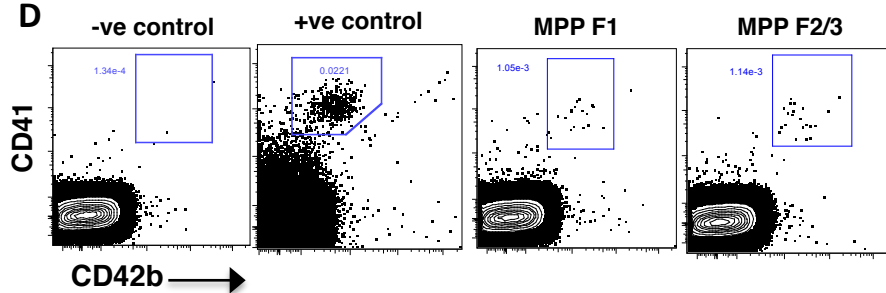 D
-ve control
+ve control
MPP F1
MPP F2/3
1.34e-4
0.0221
1.05e-3
1.14e-3
CD41
CD42b